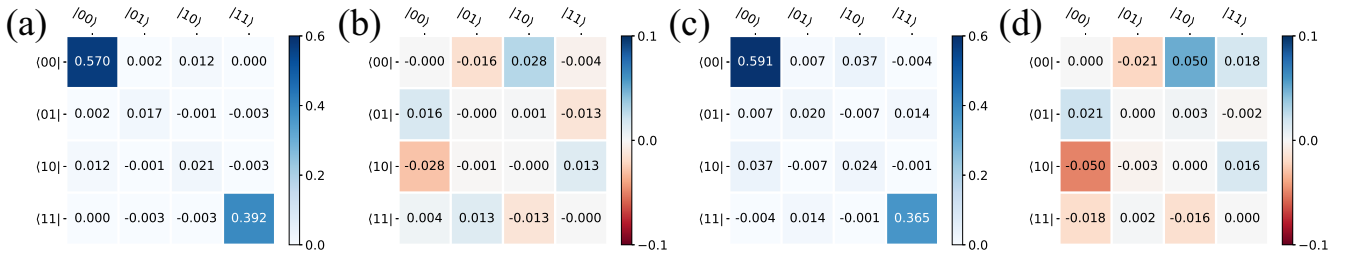 (a) |00⟩ |01⟩ |10⟩ |11⟩
⟨00| 0.570 0.002 0.012 0.000
⟨01| 0.002 0.017 -0.001 -0.003
⟨10| 0.012 -0.001 0.021 -0.003
⟨11| 0.000 -0.003 -0.003 0.392
0.6
0.4
0.2
0.0
(b) |00⟩ |01⟩ |10⟩ |11⟩
⟨00| -0.000 -0.016 0.028 -0.004
⟨01| 0.016 -0.000 0.001 -0.013
⟨10| -0.028 -0.001 -0.000 0.013
⟨11| 0.004 0.013 -0.013 -0.000
0.1
0.0
−0.1
(c) |00⟩ |01⟩ |10⟩ |11⟩
⟨00| 0.591 0.007 0.037 -0.004
⟨01| 0.007 0.020 -0.007 0.014
⟨10| 0.037 -0.007 0.024 -0.001
⟨11| -0.004 0.014 -0.001 0.365
0.6
0.4
0.2
0.0
(d) |00⟩ |01⟩ |10⟩ |11⟩
⟨00| 0.000 -0.021 0.050 0.018
⟨01| 0.021 0.000 0.003 -0.002
⟨10| -0.050 -0.003 0.000 0.016
⟨11| -0.018 0.002 -0.016 0.000
0.1
0.0
−0.1